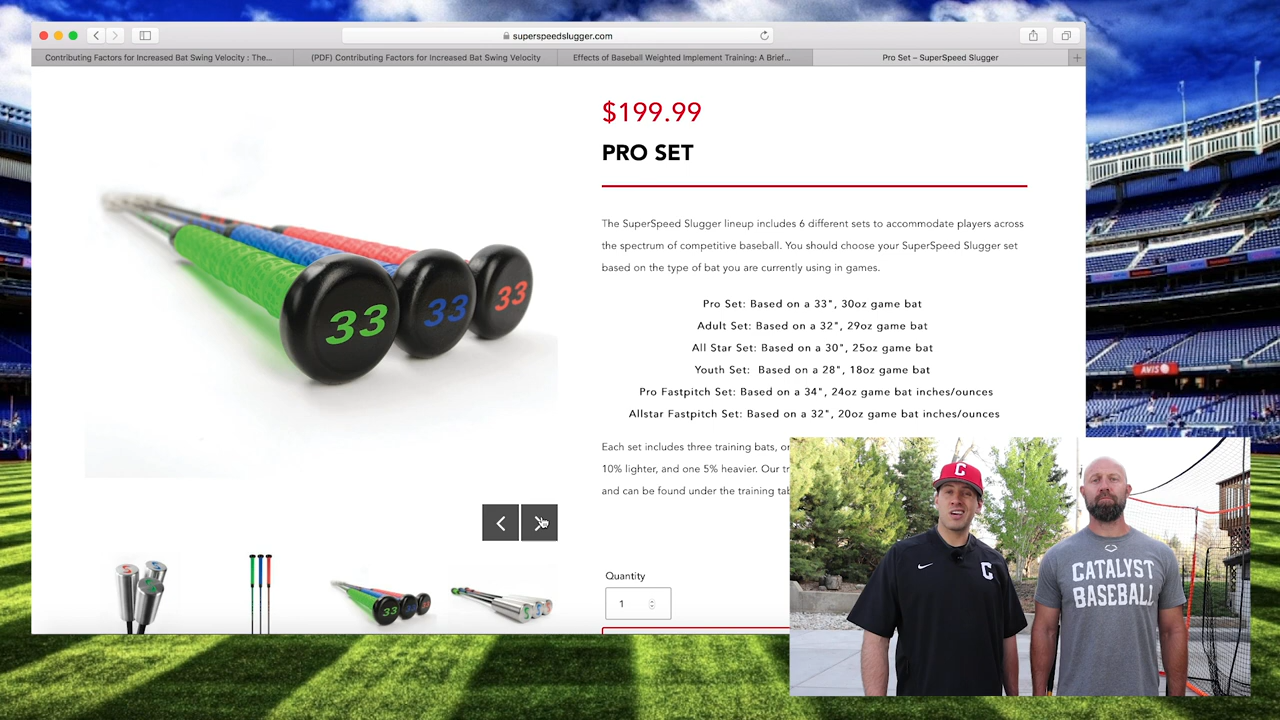 superspeedslugger.com
Contributing Factors for Increased Bat Swing Velocity : The...
(PDF) Contributing Factors for Increased Bat Swing Velocity
Effects of Baseball Weighted Implement Training: A Brief...
Pro Set – SuperSpeed Slugger
$199.99
PRO SET
The SuperSpeed Slugger lineup includes 6 different sets to accommodate players across
the spectrum of competitive baseball. You should choose your SuperSpeed Slugger set
based on the type of bat you are currently using in games.
Pro Set: Based on a 33", 30oz game bat
Adult Set: Based on a 32", 29oz game bat
All Star Set: Based on a 30", 25oz game bat
Youth Set: Based on a 28", 18oz game bat
Pro Fastpitch Set: Based on a 34", 24oz game bat inches/ounces
Allstar Fastpitch Set: Based on a 32", 20oz game bat inches/ounces
Each set includes three training bats,
10% lighter, and one 5% heavier. Our
and can be found under the training
33
33
33
Quantity
1
33
AVIS
C
C
CATALYST
BASEBALL